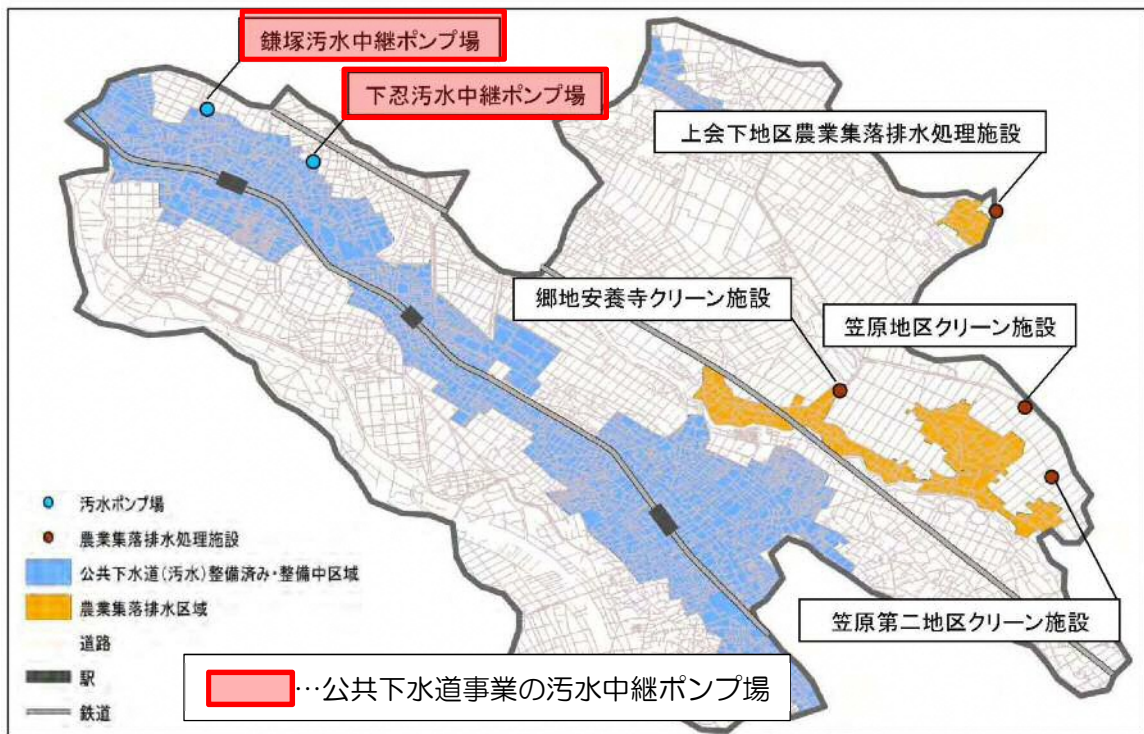 鎌塚汚水中継ポンプ場
下忍汚水中継ポンプ場
上会下地区農業集落排水処理施設
郷地安養寺クリーン施設
笠原地区クリーン施設
笠原第二地区クリーン施設
汚水ポンプ場
農業集落排水処理施設
公共下水道(汚水)整備済み・整備中区域
農業集落排水区域
道路
駅
鉄道
…公共下水道事業の汚水中継ポンプ場